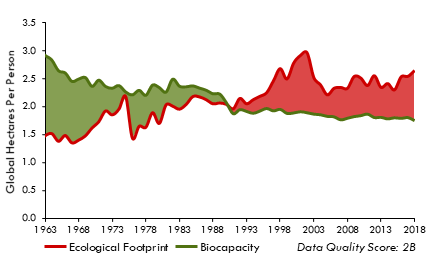 Global Hectares Per Person
3.5
3.0
2.5
2.0
1.5
1.0
0.5
0.0
1963 1968 1973 1978 1983 1988 1993 1998 2003 2008 2013 2018
Ecological Footprint Biocapacity Data Quality Score: 2B